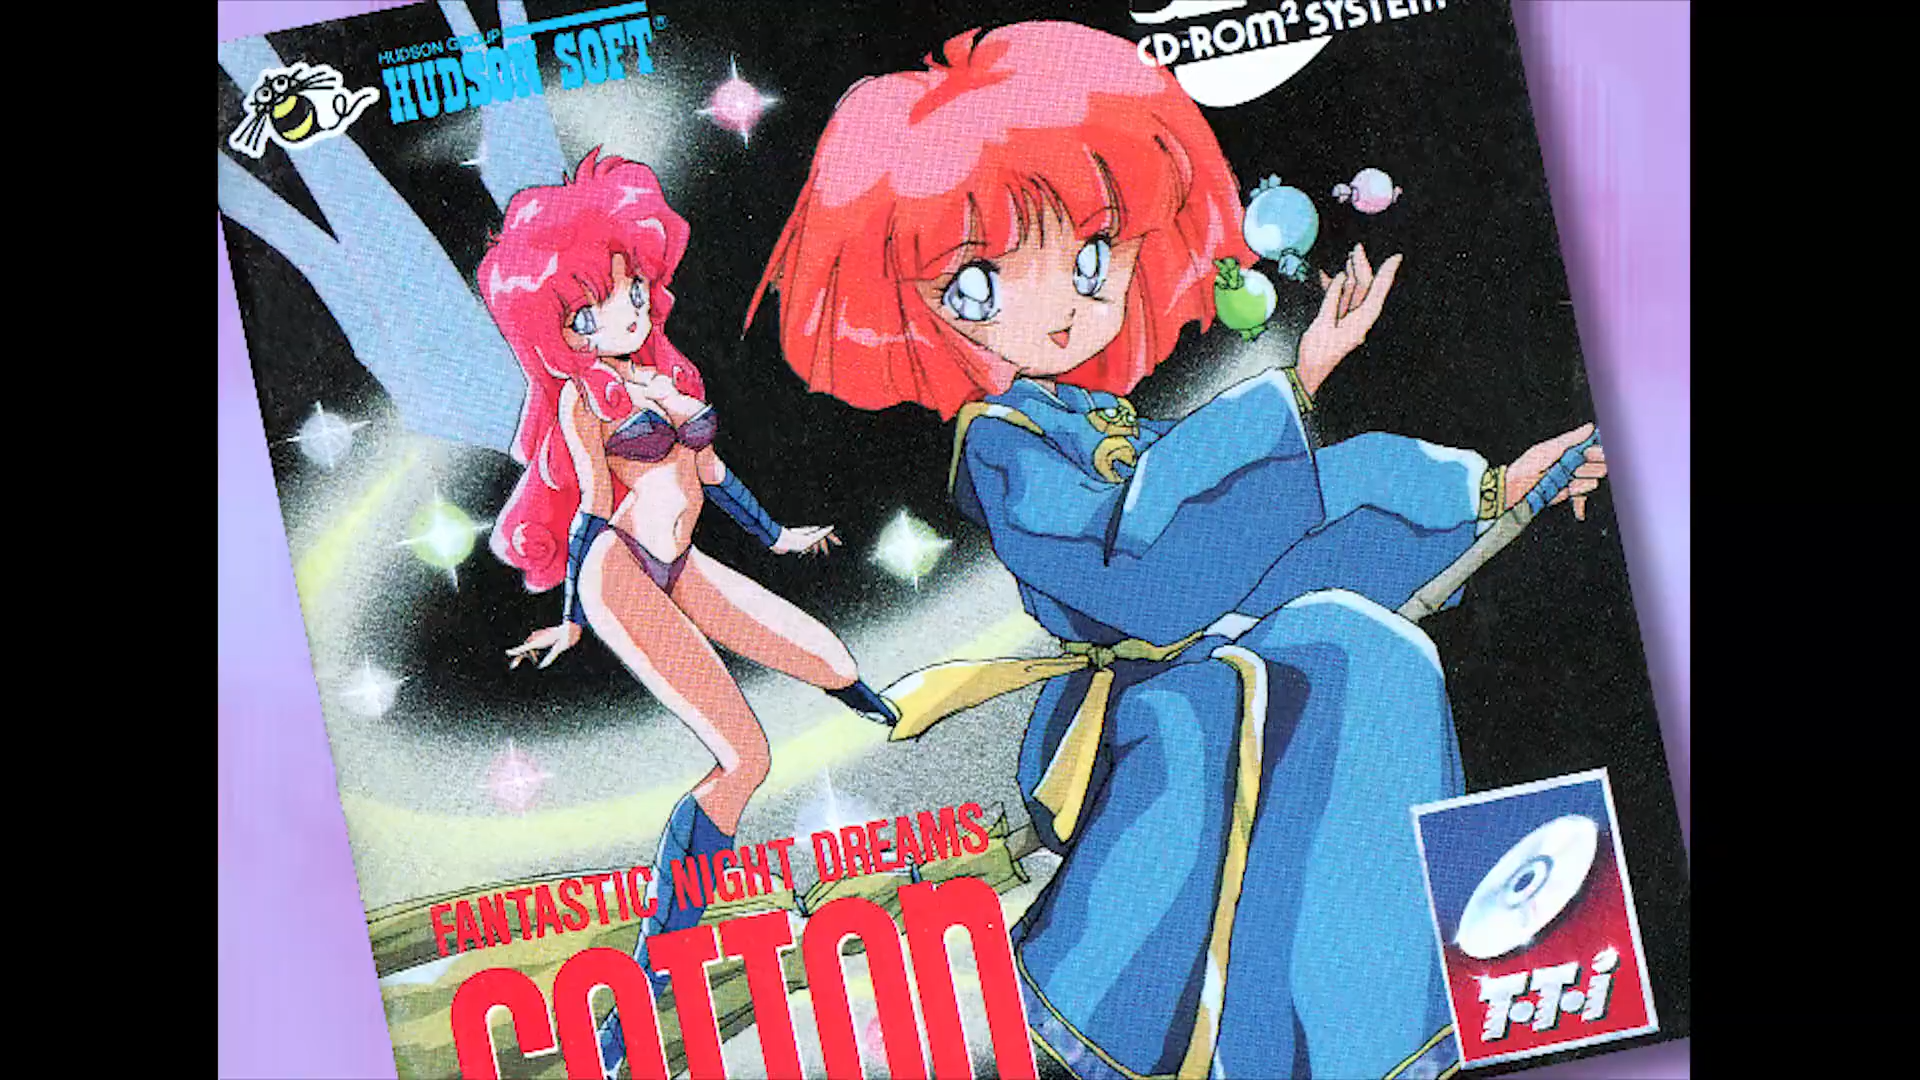 HUDSON GROUP
HUDSON SOFT®
CD-ROM² SYSTEM
FANTASTIC NIGHT DREAMS
COTTON
T·T·i